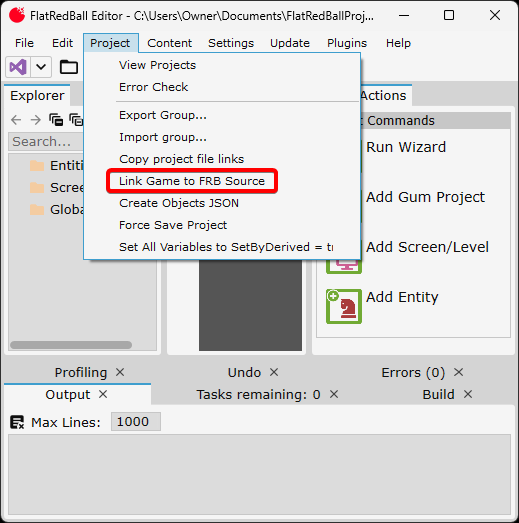 FlatRedBall Editor - C:\Users\Owner\Documents\FlatRedBallProj...
File Edit Project Content Settings Update Plugins Help
View Projects
Error Check
Export Group...
Import group...
Copy project file links
Link Game to FRB Source
Create Objects JSON
Force Save Project
Set All Variables to SetByDerived =
Explorer
Search...
Entiti
Scree
Globa
Actions
Commands
Run Wizard
Add Gum Project
Add Screen/Level
Add Entity
Profiling Undo Errors (0)
Output Tasks remaining: 0 Build
Max Lines: 1000